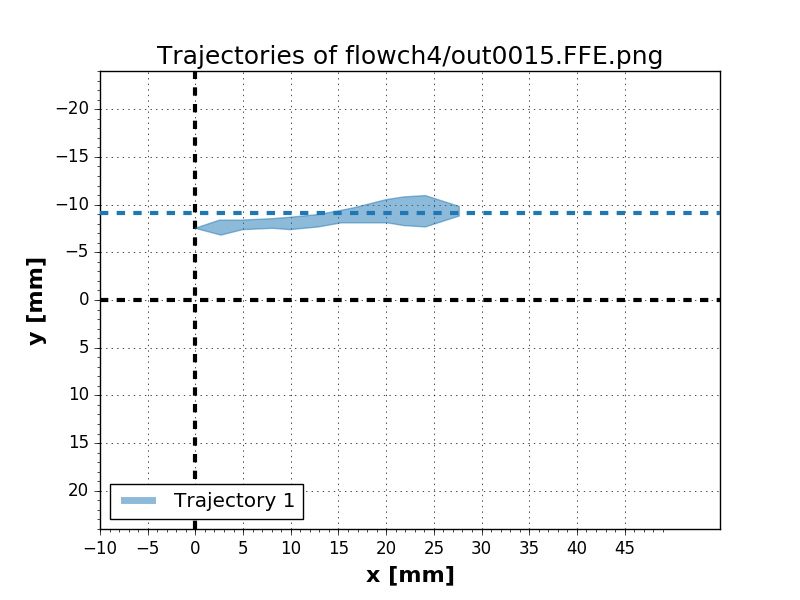 Trajectories of flowch4/out0015.FFE.png
−20
−15
−10
−5
0
5
10
15
20
y [mm]
Trajectory 1
−10 −5 0 5 10 15 20 25 30 35 40 45
x [mm]